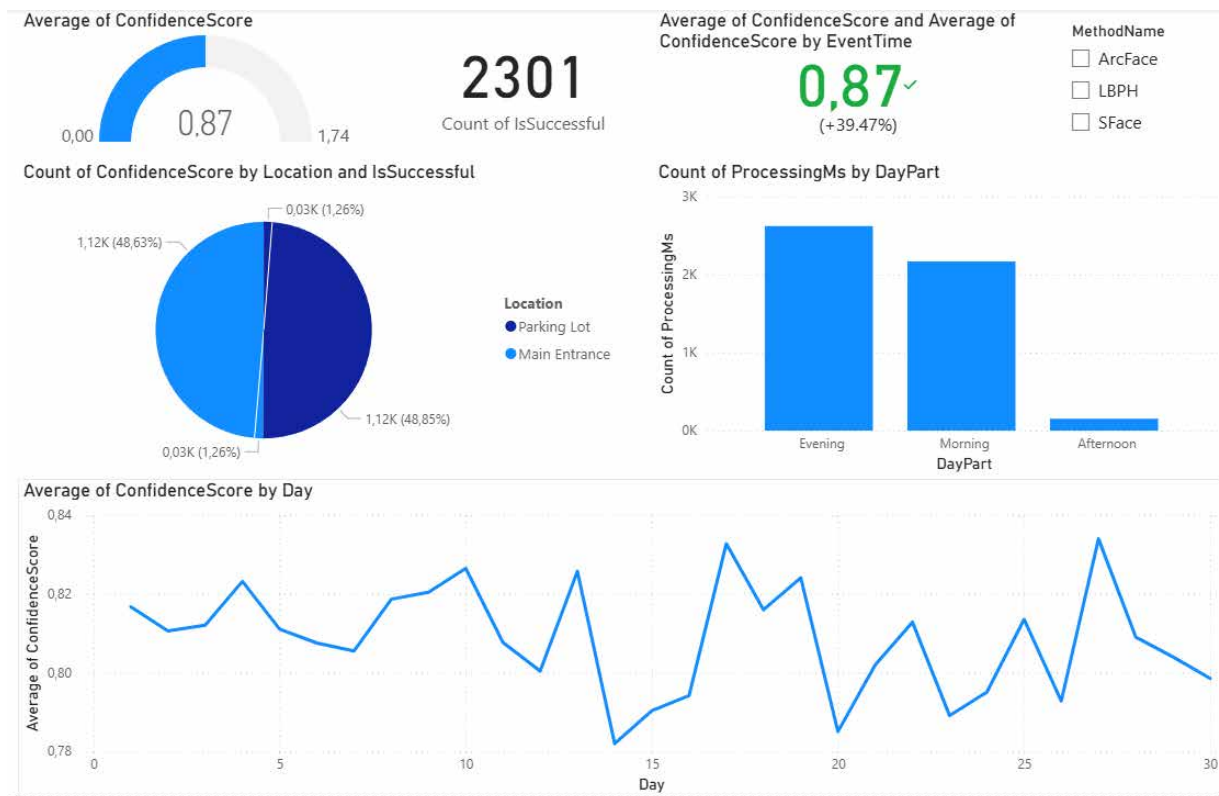 Average of ConfidenceScore
0,87
0,00
1,74
2301
Count of IsSuccessful
Average of ConfidenceScore and Average of
ConfidenceScore by EventTime
0,87
(+39.47%)
MethodName
ArcFace
LBPH
SFace
Count of ConfidenceScore by Location and IsSuccessful
0,03K (1,26%)
1,12K (48,63%)
1,12K (48,85%)
0,03K (1,26%)
Location
Parking Lot
Main Entrance
Count of ProcessingMs by DayPart
3K
2K
1K
0K
Count of ProcessingMs
Evening
Morning
Afternoon
DayPart
Average of ConfidenceScore by Day
0,84
0,82
0,80
0,78
Average of ConfidenceScore
0
5
10
15
20
25
30
Day